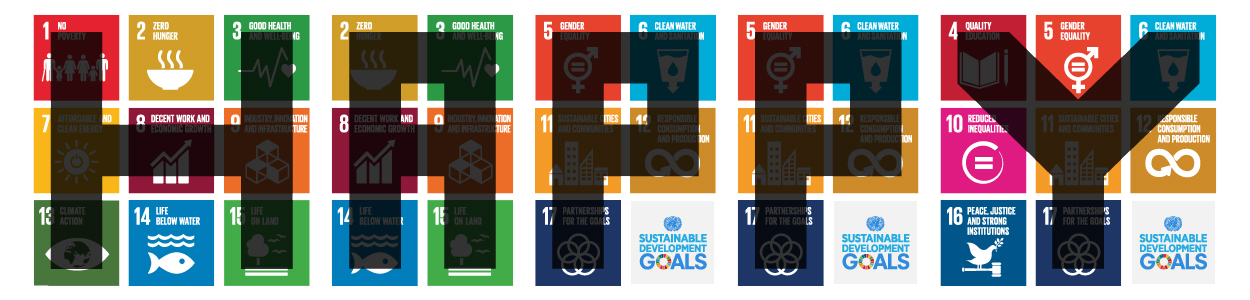 HAPPY
1 NO
POVERTY
2 ZERO
HUNGER
3 GOOD HEALTH
AND WELL-BEING
7 AFFORDABLE AND
CLEAN ENERGY
8 DECENT WORK AND
ECONOMIC GROWTH
9 INDUSTRY, INNOVATION
AND INFRASTRUCTURE
13 CLIMATE
ACTION
14 LIFE
BELOW WATER
15 LIFE
ON LAND
2 ZERO
HUNGER
3 GOOD HEALTH
AND WELL-BEING
8 DECENT WORK AND
ECONOMIC GROWTH
9 INDUSTRY, INNOVATION
AND INFRASTRUCTURE
14 LIFE
BELOW WATER
15 LIFE
ON LAND
5 GENDER
EQUALITY
6 CLEAN WATER
AND SANITATION
11 SUSTAINABLE CITIES
AND COMMUNITIES
12 RESPONSIBLE
CONSUMPTION
AND PRODUCTION
17 PARTNERSHIPS
FOR THE GOALS
SUSTAINABLE
DEVELOPMENT
GOALS
5 GENDER
EQUALITY
6 CLEAN WATER
AND SANITATION
11 SUSTAINABLE CITIES
AND COMMUNITIES
12 RESPONSIBLE
CONSUMPTION
AND PRODUCTION
17 PARTNERSHIPS
FOR THE GOALS
SUSTAINABLE
DEVELOPMENT
GOALS
4 QUALITY
EDUCATION
5 GENDER
EQUALITY
6 CLEAN WATER
AND SANITATION
10 REDUCED
INEQUALITIES
11 SUSTAINABLE CITIES
AND COMMUNITIES
12 RESPONSIBLE
CONSUMPTION
AND PRODUCTION
16 PEACE, JUSTICE
AND STRONG
INSTITUTIONS
17 PARTNERSHIPS
FOR THE GOALS
SUSTAINABLE
DEVELOPMENT
GOALS